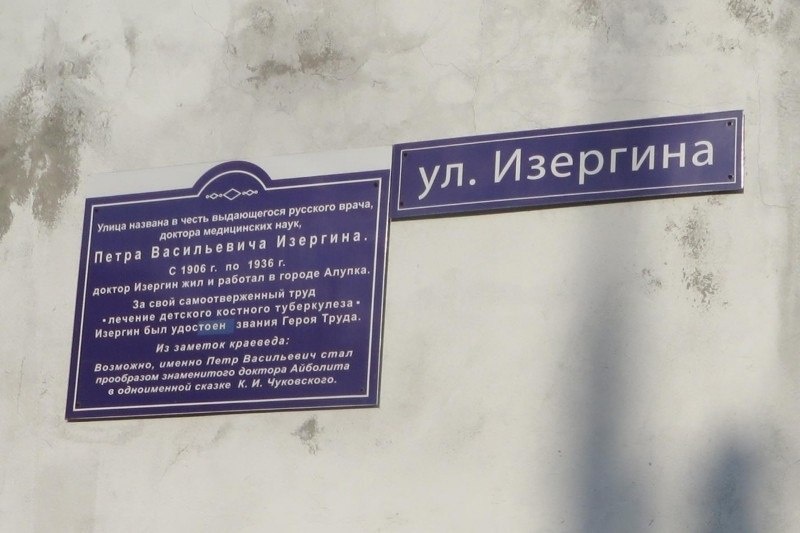 Улица названа в честь выдающегося русского врача,
доктора медицинских наук,
Петра Васильевича Изергина.
С 1906 г. по 1936 г.
доктор Изергин жил и работал в городе Алупка.
За свой самоотверженный труд
•лечение детского костного туберкулеза•
Изергин был удостоен звания Героя Труда.
Из заметок краеведа:
Возможно, именно Петр Васильевич стал
прообразом знаменитого доктора Айболита
в одноименной сказке К. И. Чуковского.
ул. Изергина